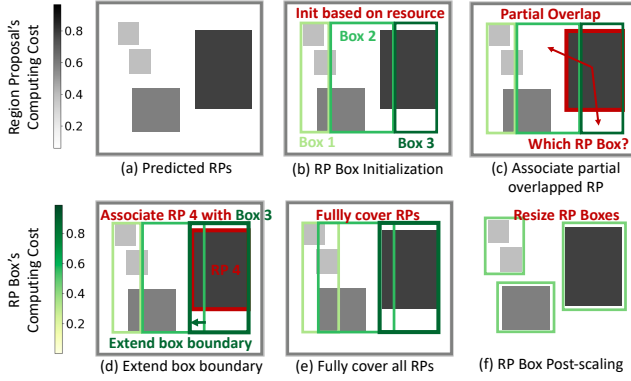 Region Proposal's
Computing Cost
0.8
0.6
0.4
0.2
Init based on resource
Box 2
Box 1
Box 3
Partial Overlap
Which RP Box?
(a) Predicted RPs
(b) RP Box Initialization
(c) Associate partial
overlapped RP
RP Box's
Computing Cost
0.8
0.6
0.4
0.2
Associate RP 4 with Box 3
RP 4
Extend box boundary
Fullly cover RPs
Resize RP Boxes
(d) Extend box boundary
(e) Fully cover all RPs
(f) RP Box Post-scaling